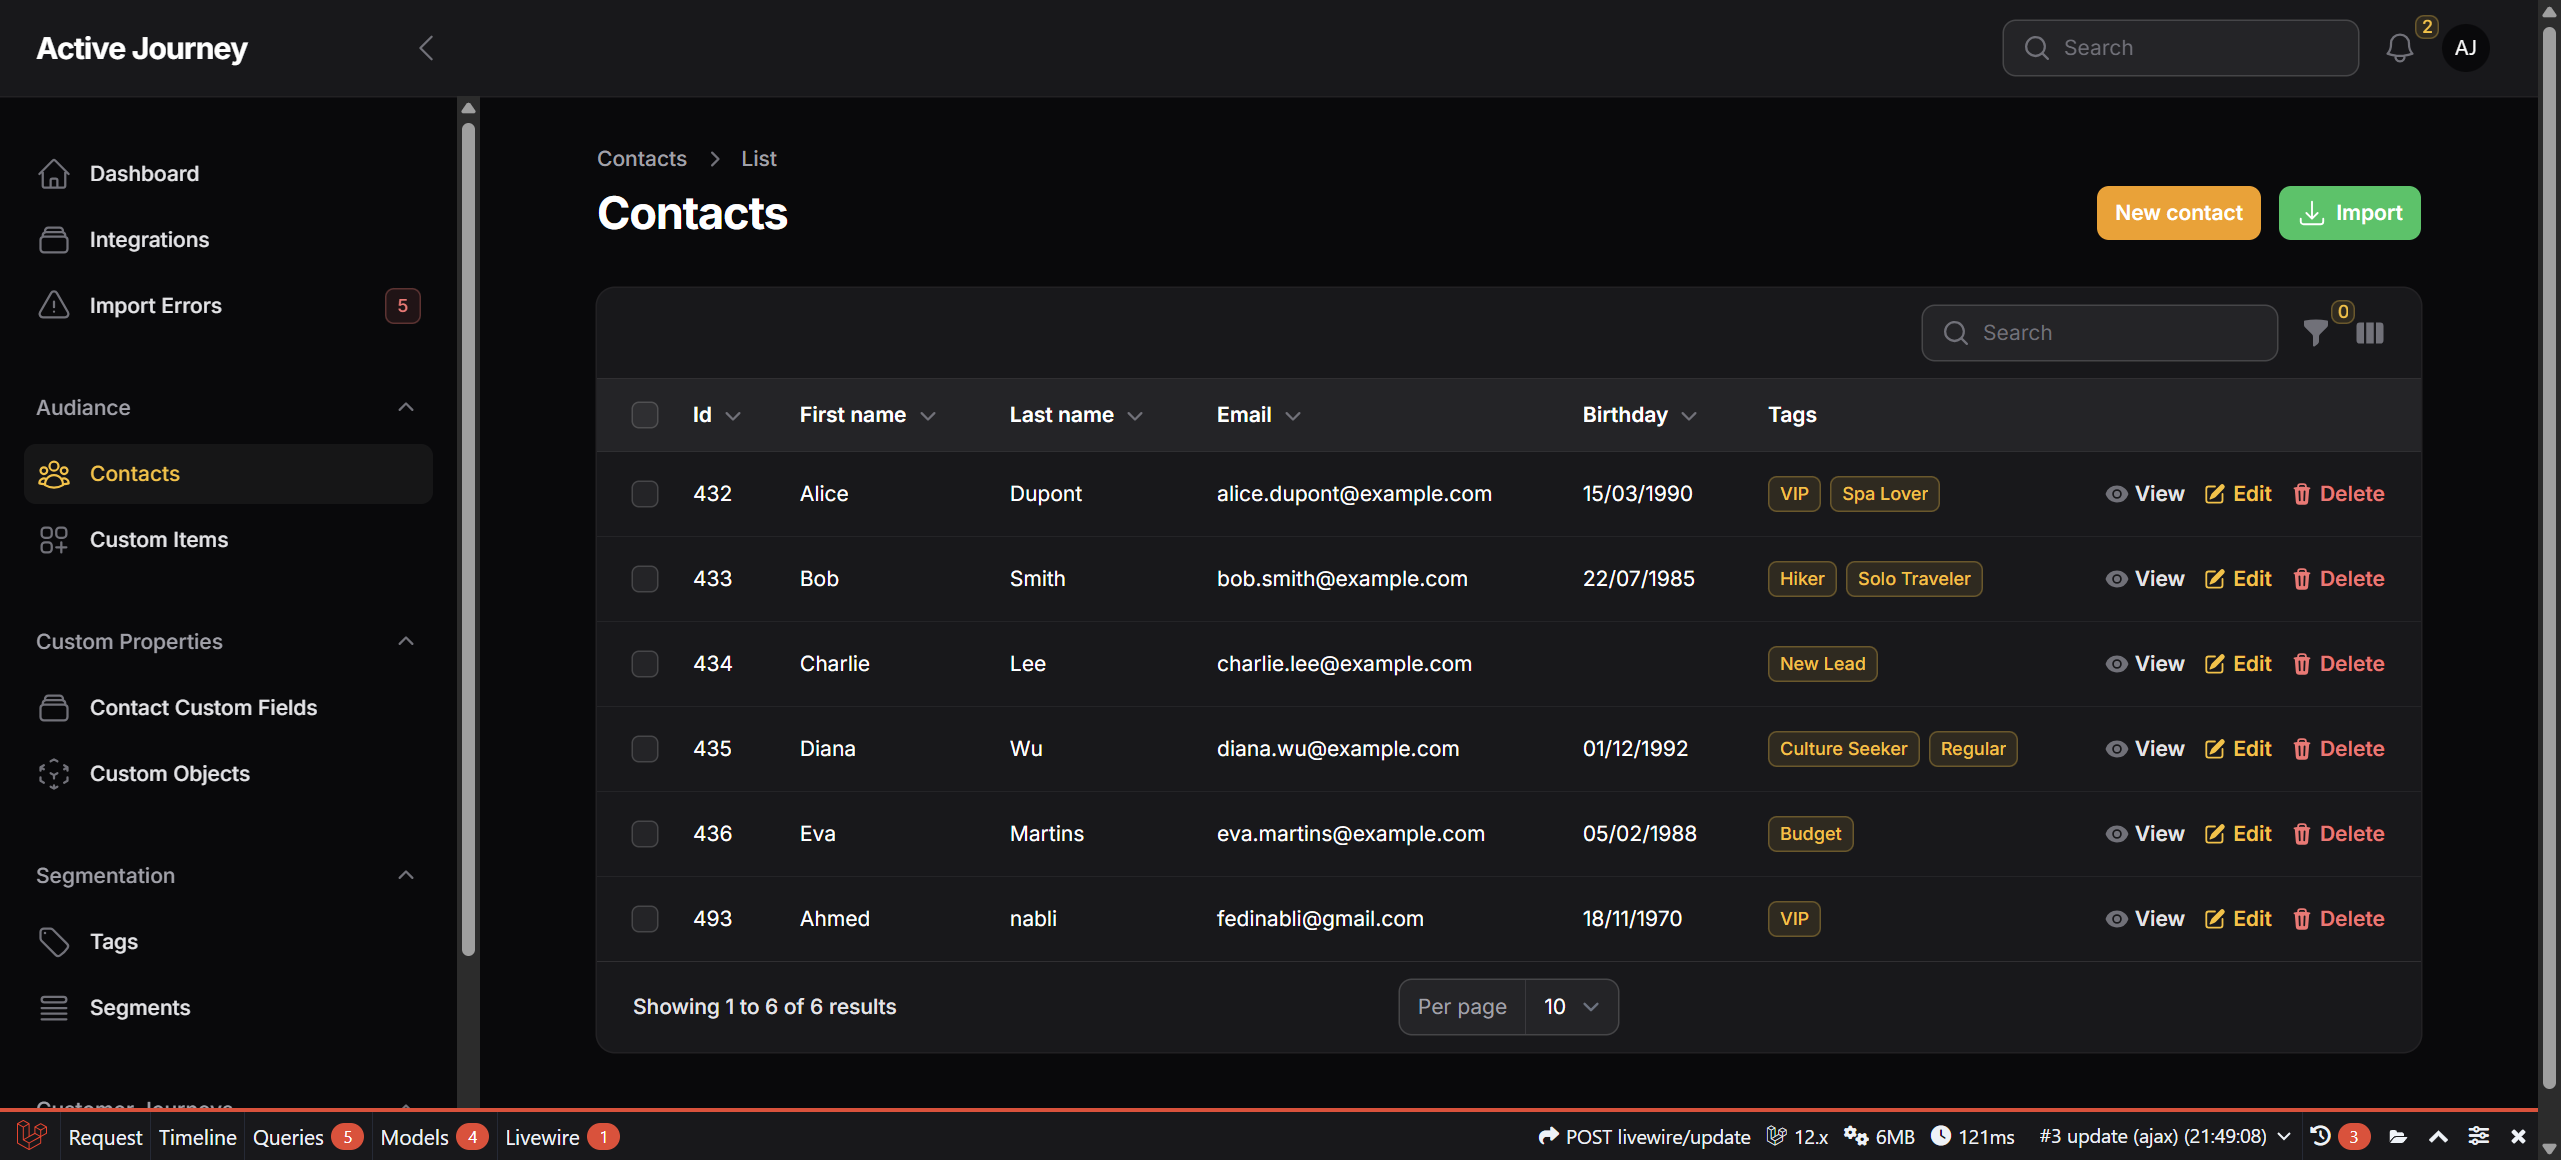 Active Journey
Search
2
AJ
Dashboard
Integrations
Import Errors
5
Audiance
Contacts
Custom Items
Custom Properties
Contact Custom Fields
Custom Objects
Segmentation
Tags
Segments
Customer Journeys
Contacts > List
Contacts
New contact
Import
Search
0
Id First name Last name Email Birthday Tags
432 Alice Dupont alice.dupont@example.com 15/03/1990 VIP Spa Lover View Edit Delete
433 Bob Smith bob.smith@example.com 22/07/1985 Hiker Solo Traveler View Edit Delete
434 Charlie Lee charlie.lee@example.com New Lead View Edit Delete
435 Diana Wu diana.wu@example.com 01/12/1992 Culture Seeker Regular View Edit Delete
436 Eva Martins eva.martins@example.com 05/02/1988 Budget View Edit Delete
493 Ahmed nabli fedinabli@gmail.com 18/11/1970 VIP View Edit Delete
Showing 1 to 6 of 6 results
Per page 10
Request Timeline Queries 5 Models 4 Livewire 1 POST livewire/update 12.x 6MB 121ms #3 update (ajax) (21:49:08) 3